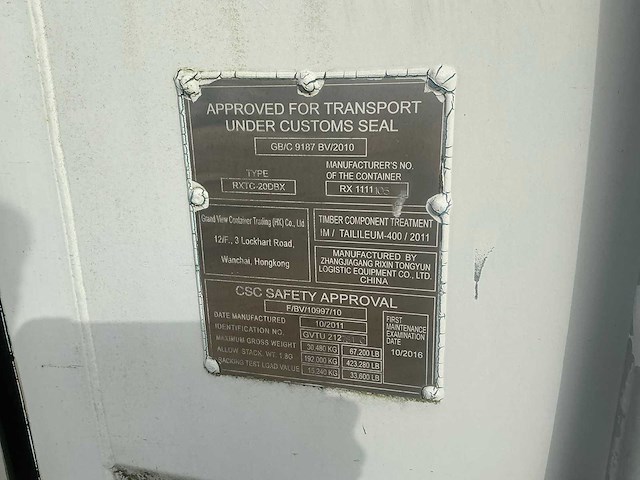 APPROVED FOR TRANSPORT
UNDER CUSTOMS SEAL
GB/C 9187 BV/2010
TYPE
RXTC-20DBX
MANUFACTURER'S NO.
OF THE CONTAINER
RX 1111
Grand View Container Trading (HK) Co., Ltd
12/F., 3 Lockhart Road,
Wanchai, Hongkong
TIMBER COMPONENT TREATMENT
IM / TAILILEUM-400 / 2011
MANUFACTURED BY
ZHANGJIAGANG RIXIN TONGYUN
LOGISTIC EQUIPMENT CO., LTD.
CHINA
CSC SAFETY APPROVAL
F/BV/10997/10
DATE MANUFACTURED 10/2011
IDENTIFICATION NO. GVTU 212
MAXIMUM GROSS WEIGHT 30,480 KG 67,200 LB
ALLOW. STACK. WT. 1.8G 192,000 KG 423,280 LB
RACKING TEST LOAD VALUE 15,240 KG 33,600 LB
FIRST
MAINTENANCE
EXAMINATION
DATE
10/2016